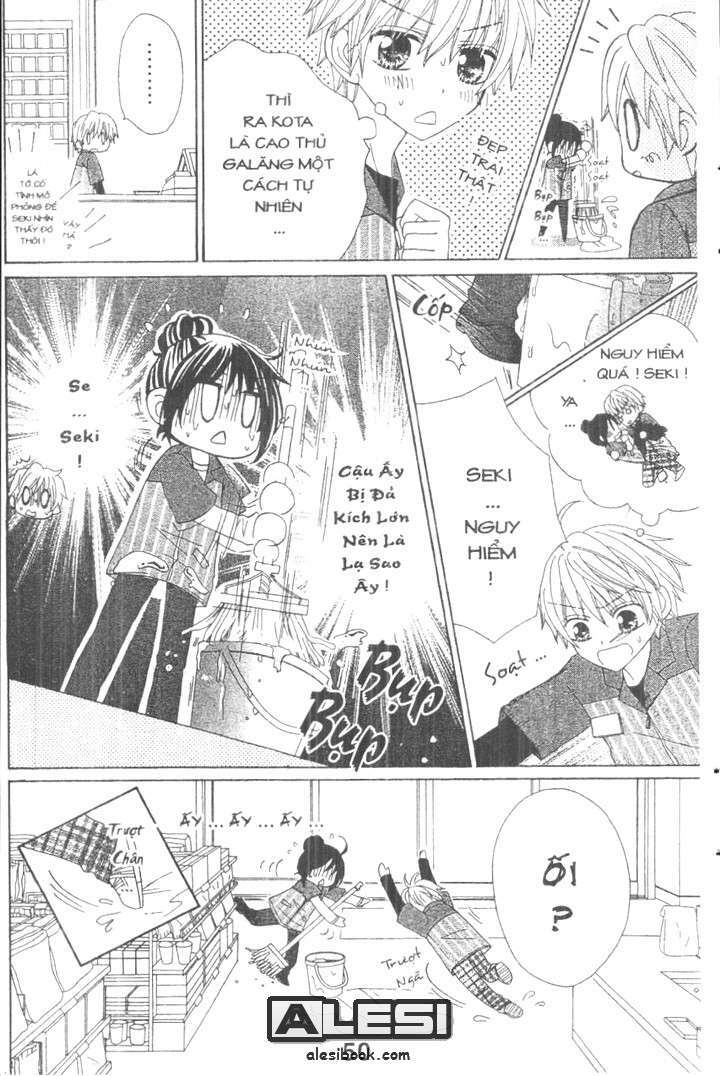 Soạt
Soạt
Bụp
Bụp
...
ĐẸP
TRAI
THẬT !
THÌ
RA KOTA
LÀ CAO THỦ
GALĂNG MỘT
CÁCH TỰ
NHIÊN
...
VẬY
HẢ ?
LÀ
TỚ CỐ
TÌNH MÔ
PHỎNG ĐỂ
SEKI NHÌN
THẤY ĐÓ
THÔI !
Cốp
NGUY HIỂM
QUÁ ! SEKI !
YA
...
SEKI
...
NGUY
HIỂM
!
Soạt ...
Nhún
Nhún
Cậu Ấy
Bị Đả
Kích Lớn
Nên Là
Lạ Sao
Ấy !
Se
...
Seki
!
Bụp
Bụp
ỐI
?
ẤY ... ẤY ... ẤY ...
Trượt
Ngã
Trượt
Chân
50
ALESI
alesibook.com